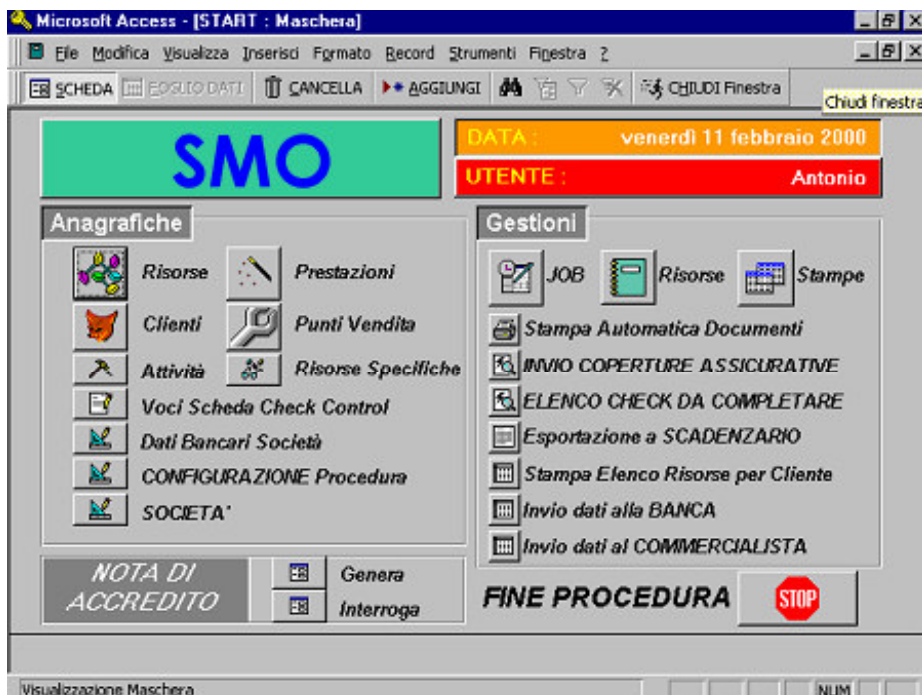 Microsoft Access - [START : Maschera]
File Modifica Visualizza Inserisci Formato Record Strumenti Finestra ?
SCHEDA FOGLIO DATI CANCELLA AGGIUNGI CHIUDI Finestra
Chiudi finestra
SMO
DATA : venerdì 11 febbraio 2000
UTENTE : Antonio
Anagrafiche
Risorse Prestazioni
Clienti Punti Vendita
Attività Risorse Specifiche
Voci Scheda Check Control
Dati Bancari Società
CONFIGURAZIONE Procedura
SOCIETA'
Gestioni
JOB Risorse Stampe
Stampa Automatica Documenti
INVIO COPERTURE ASSICURATIVE
ELENCO CHECK DA COMPLETARE
Esportazione a SCADENZARIO
Stampa Elenco Risorse per Cliente
Invio dati alla BANCA
Invio dati al COMMERCIALISTA
NOTA DI
ACCREDITO
Genera
Interroga
FINE PROCEDURA STOP
Visualizzazione Maschera NUM